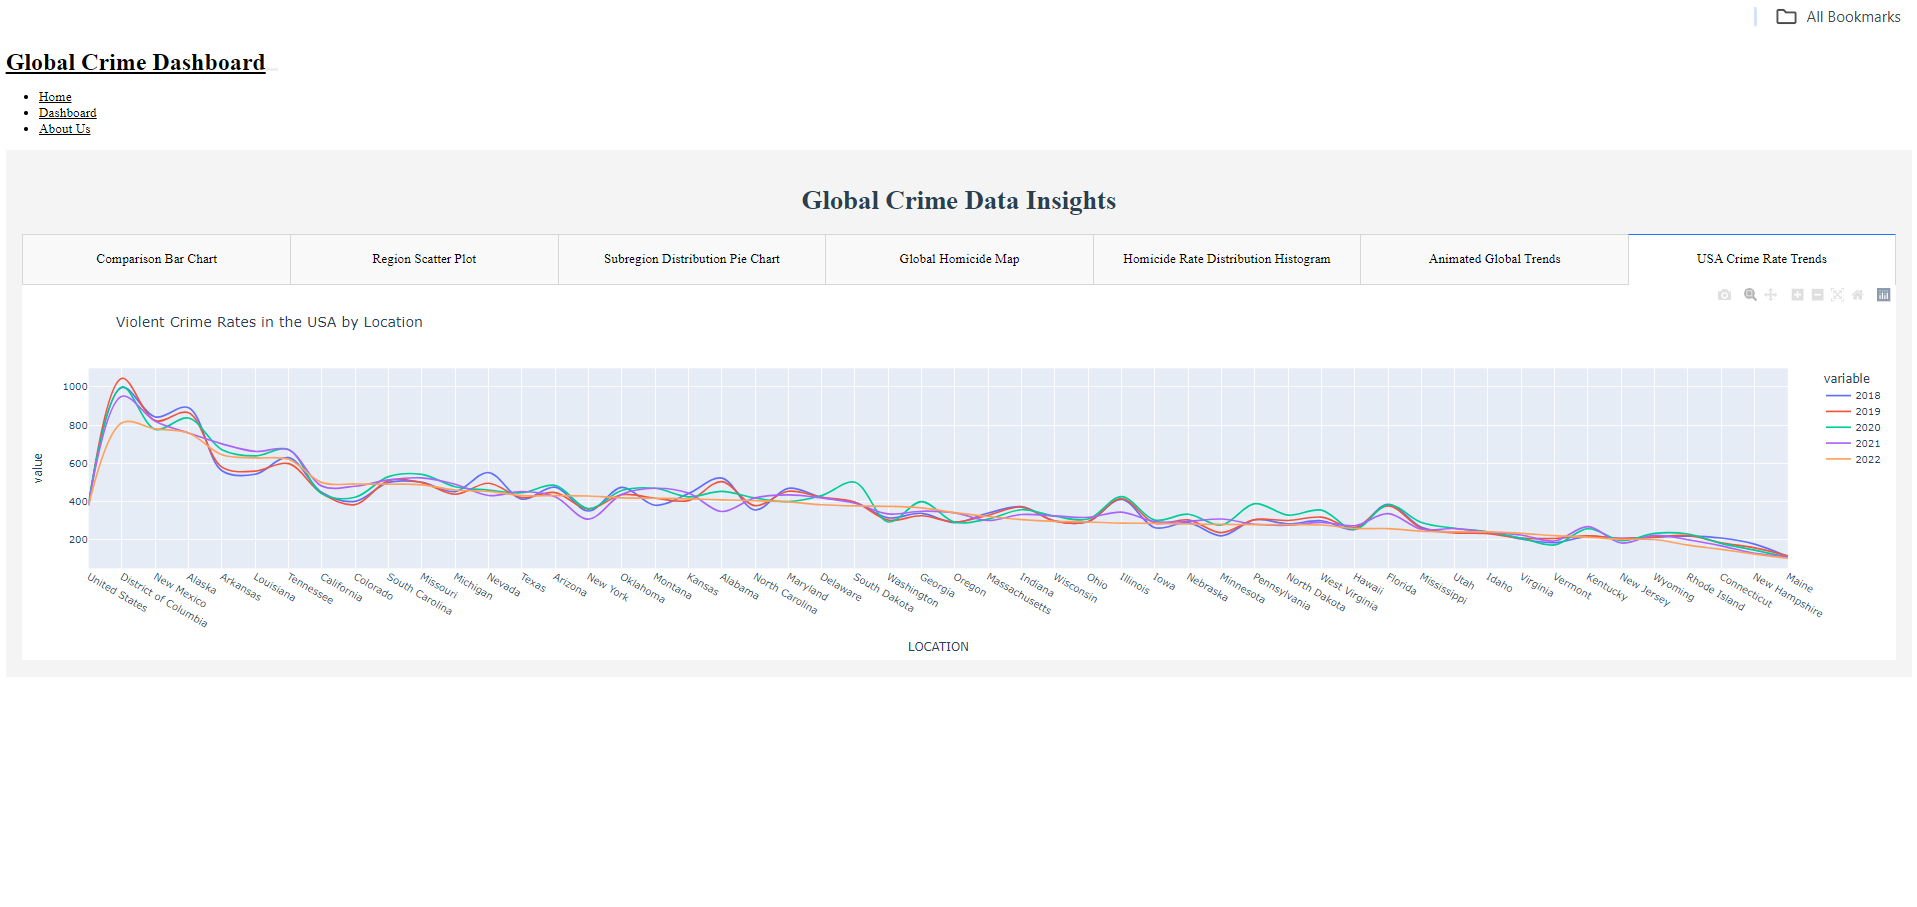 All Bookmarks
Global Crime Dashboard
Home
Dashboard
About Us
Global Crime Data Insights
Comparison Bar Chart
Region Scatter Plot
Subregion Distribution Pie Chart
Global Homicide Map
Homicide Rate Distribution Histogram
Animated Global Trends
USA Crime Rate Trends
Violent Crime Rates in the USA by Location
value
1000
800
600
400
200
variable
2018
2019
2020
2021
2022
United States
District of Columbia
New Mexico
Alaska
Arkansas
Louisiana
Tennessee
California
Colorado
South Carolina
Missouri
Michigan
Nevada
Texas
Arizona
New York
Oklahoma
Montana
Kansas
Alabama
North Carolina
Maryland
Delaware
South Dakota
Washington
Georgia
Oregon
Massachusetts
Indiana
Wisconsin
Ohio
Illinois
Iowa
Nebraska
Minnesota
Pennsylvania
North Dakota
West Virginia
Hawaii
Florida
Mississippi
Utah
Idaho
Virginia
Vermont
Kentucky
New Jersey
Wyoming
Rhode Island
Connecticut
New Hampshire
Maine
LOCATION